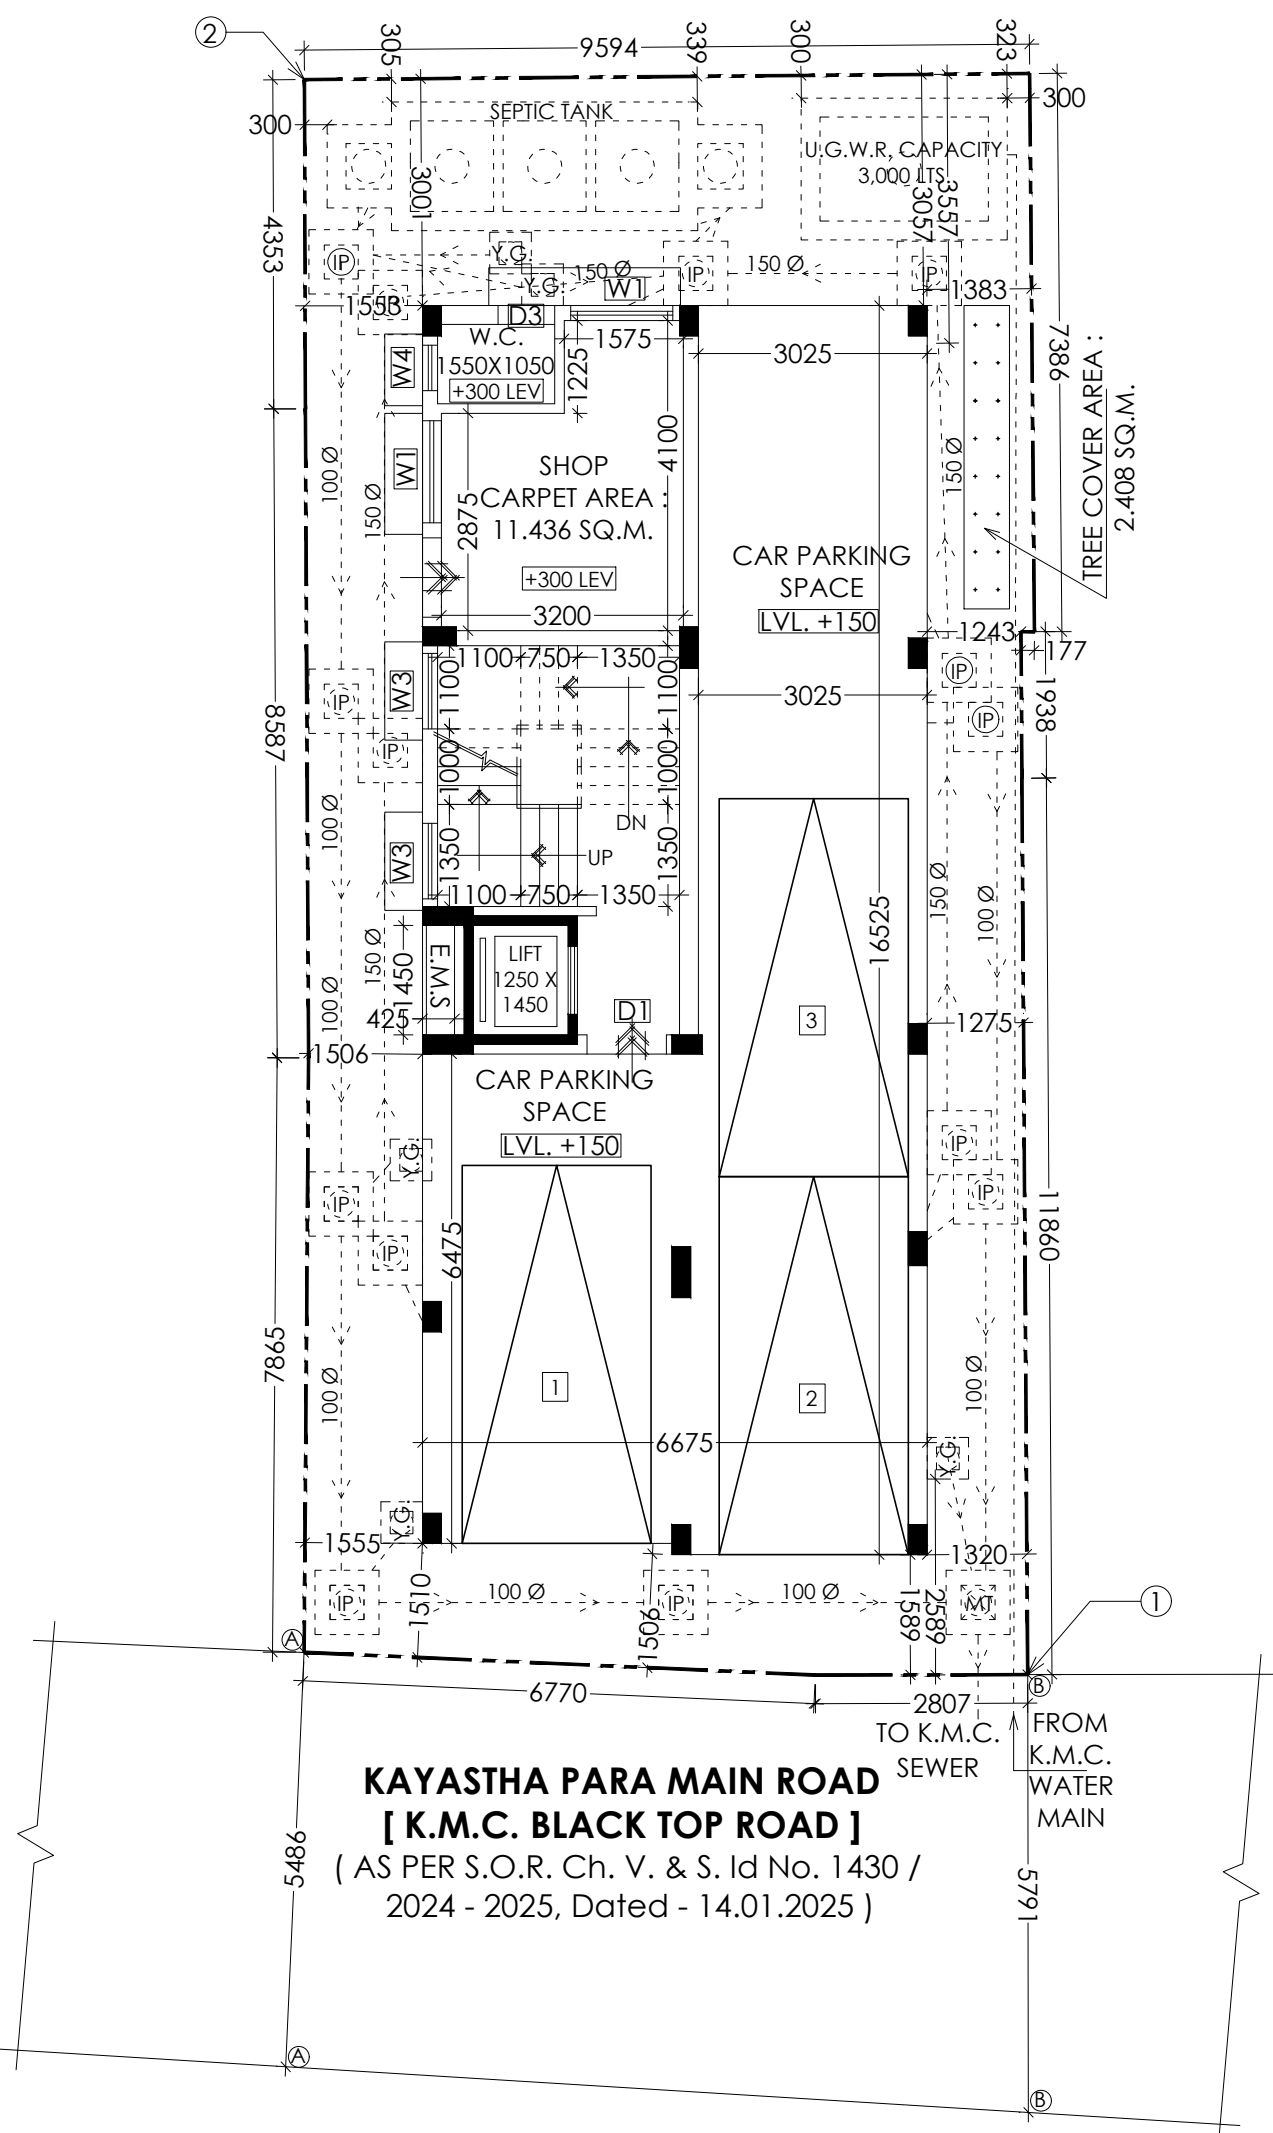 2
305
9594
339
300
323
300
300
SEPTIC TANK
U.G.W.R. CAPACITY
3,000 LTS.
3001
3057
3557
4353
IP
Y.G.
Y.G.
150 Ø
W1
IP
150 Ø
IP
1383
1553
IP
D3
W.C.
1550X1050
+300 LEV
1575
1225
3025
7386
TREE COVER AREA :
2.408 SQ.M.
W4
W1
100 Ø
150 Ø
4100
2875
SHOP
CARPET AREA :
11.436 SQ.M.
+300 LEV
3200
150 Ø
CAR PARKING
SPACE
LVL. +150
1243
177
1938
1100
750
1350
1100
1100
W3
IP
IP
3025
IP
IP
8587
1000
1000
DN
UP
1350
1350
1100
750
1350
W3
100 Ø
150 Ø
100 Ø
16525
E.M.S
1450
425
LIFT
1250 X
1450
D1
3
150 Ø
100 Ø
1275
1506
CAR PARKING
SPACE
LVL. +150
Y.G.
IP
IP
IP
IP
11860
6475
7865
100 Ø
1
2
100 Ø
6675
Y.G.
Y.G.
1555
1320
IP
100 Ø
IP
100 Ø
MT
1510
1506
1589
2589
1
A
B
6770
2807
TO K.M.C.
SEWER
FROM
K.M.C.
WATER
MAIN
KAYASTHA PARA MAIN ROAD
[ K.M.C. BLACK TOP ROAD ]
( AS PER S.O.R. Ch. V. & S. Id No. 1430 /
2024 - 2025, Dated - 14.01.2025 )
5486
5791
A
B